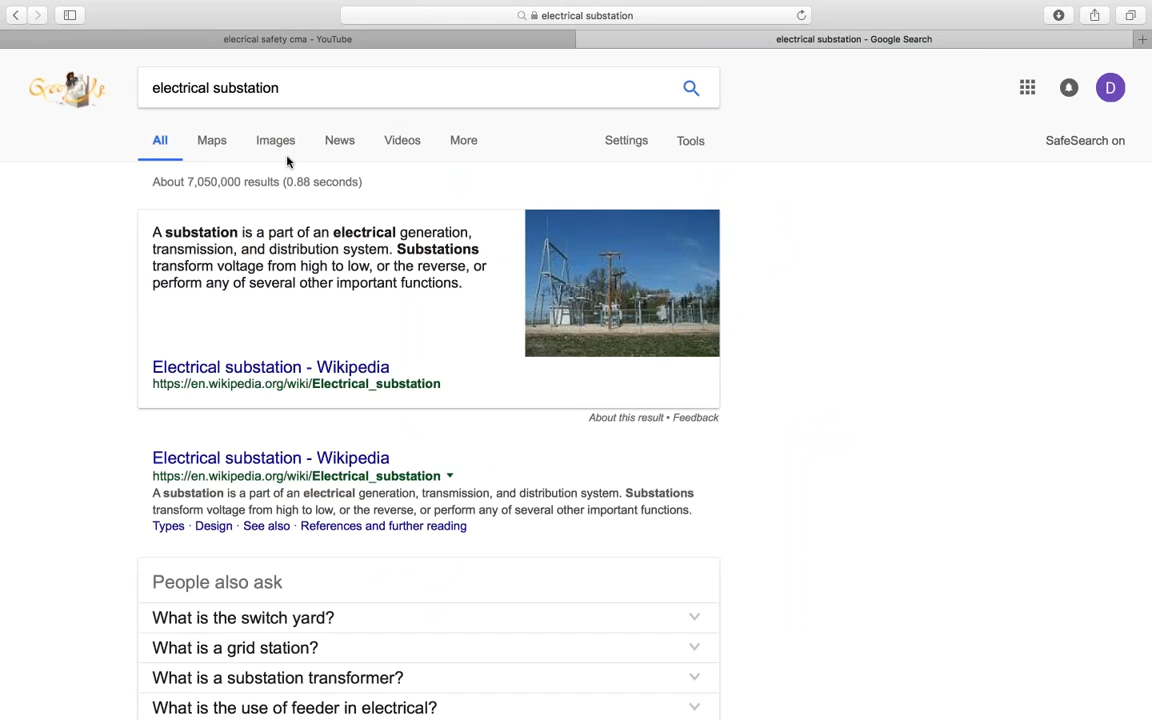 electrical substation
elecrical safety cma - YouTube
electrical substation - Google Search
electrical substation
D
All Maps Images News Videos More Settings Tools SafeSearch on
About 7,050,000 results (0.88 seconds)
A substation is a part of an electrical generation,
transmission, and distribution system. Substations
transform voltage from high to low, or the reverse, or
perform any of several other important functions.
Electrical substation - Wikipedia
https://en.wikipedia.org/wiki/Electrical_substation
About this result • Feedback
Electrical substation - Wikipedia
https://en.wikipedia.org/wiki/Electrical_substation
A substation is a part of an electrical generation, transmission, and distribution system. Substations
transform voltage from high to low, or the reverse, or perform any of several other important functions.
Types · Design · See also · References and further reading
People also ask
What is the switch yard?
What is a grid station?
What is a substation transformer?
What is the use of feeder in electrical?